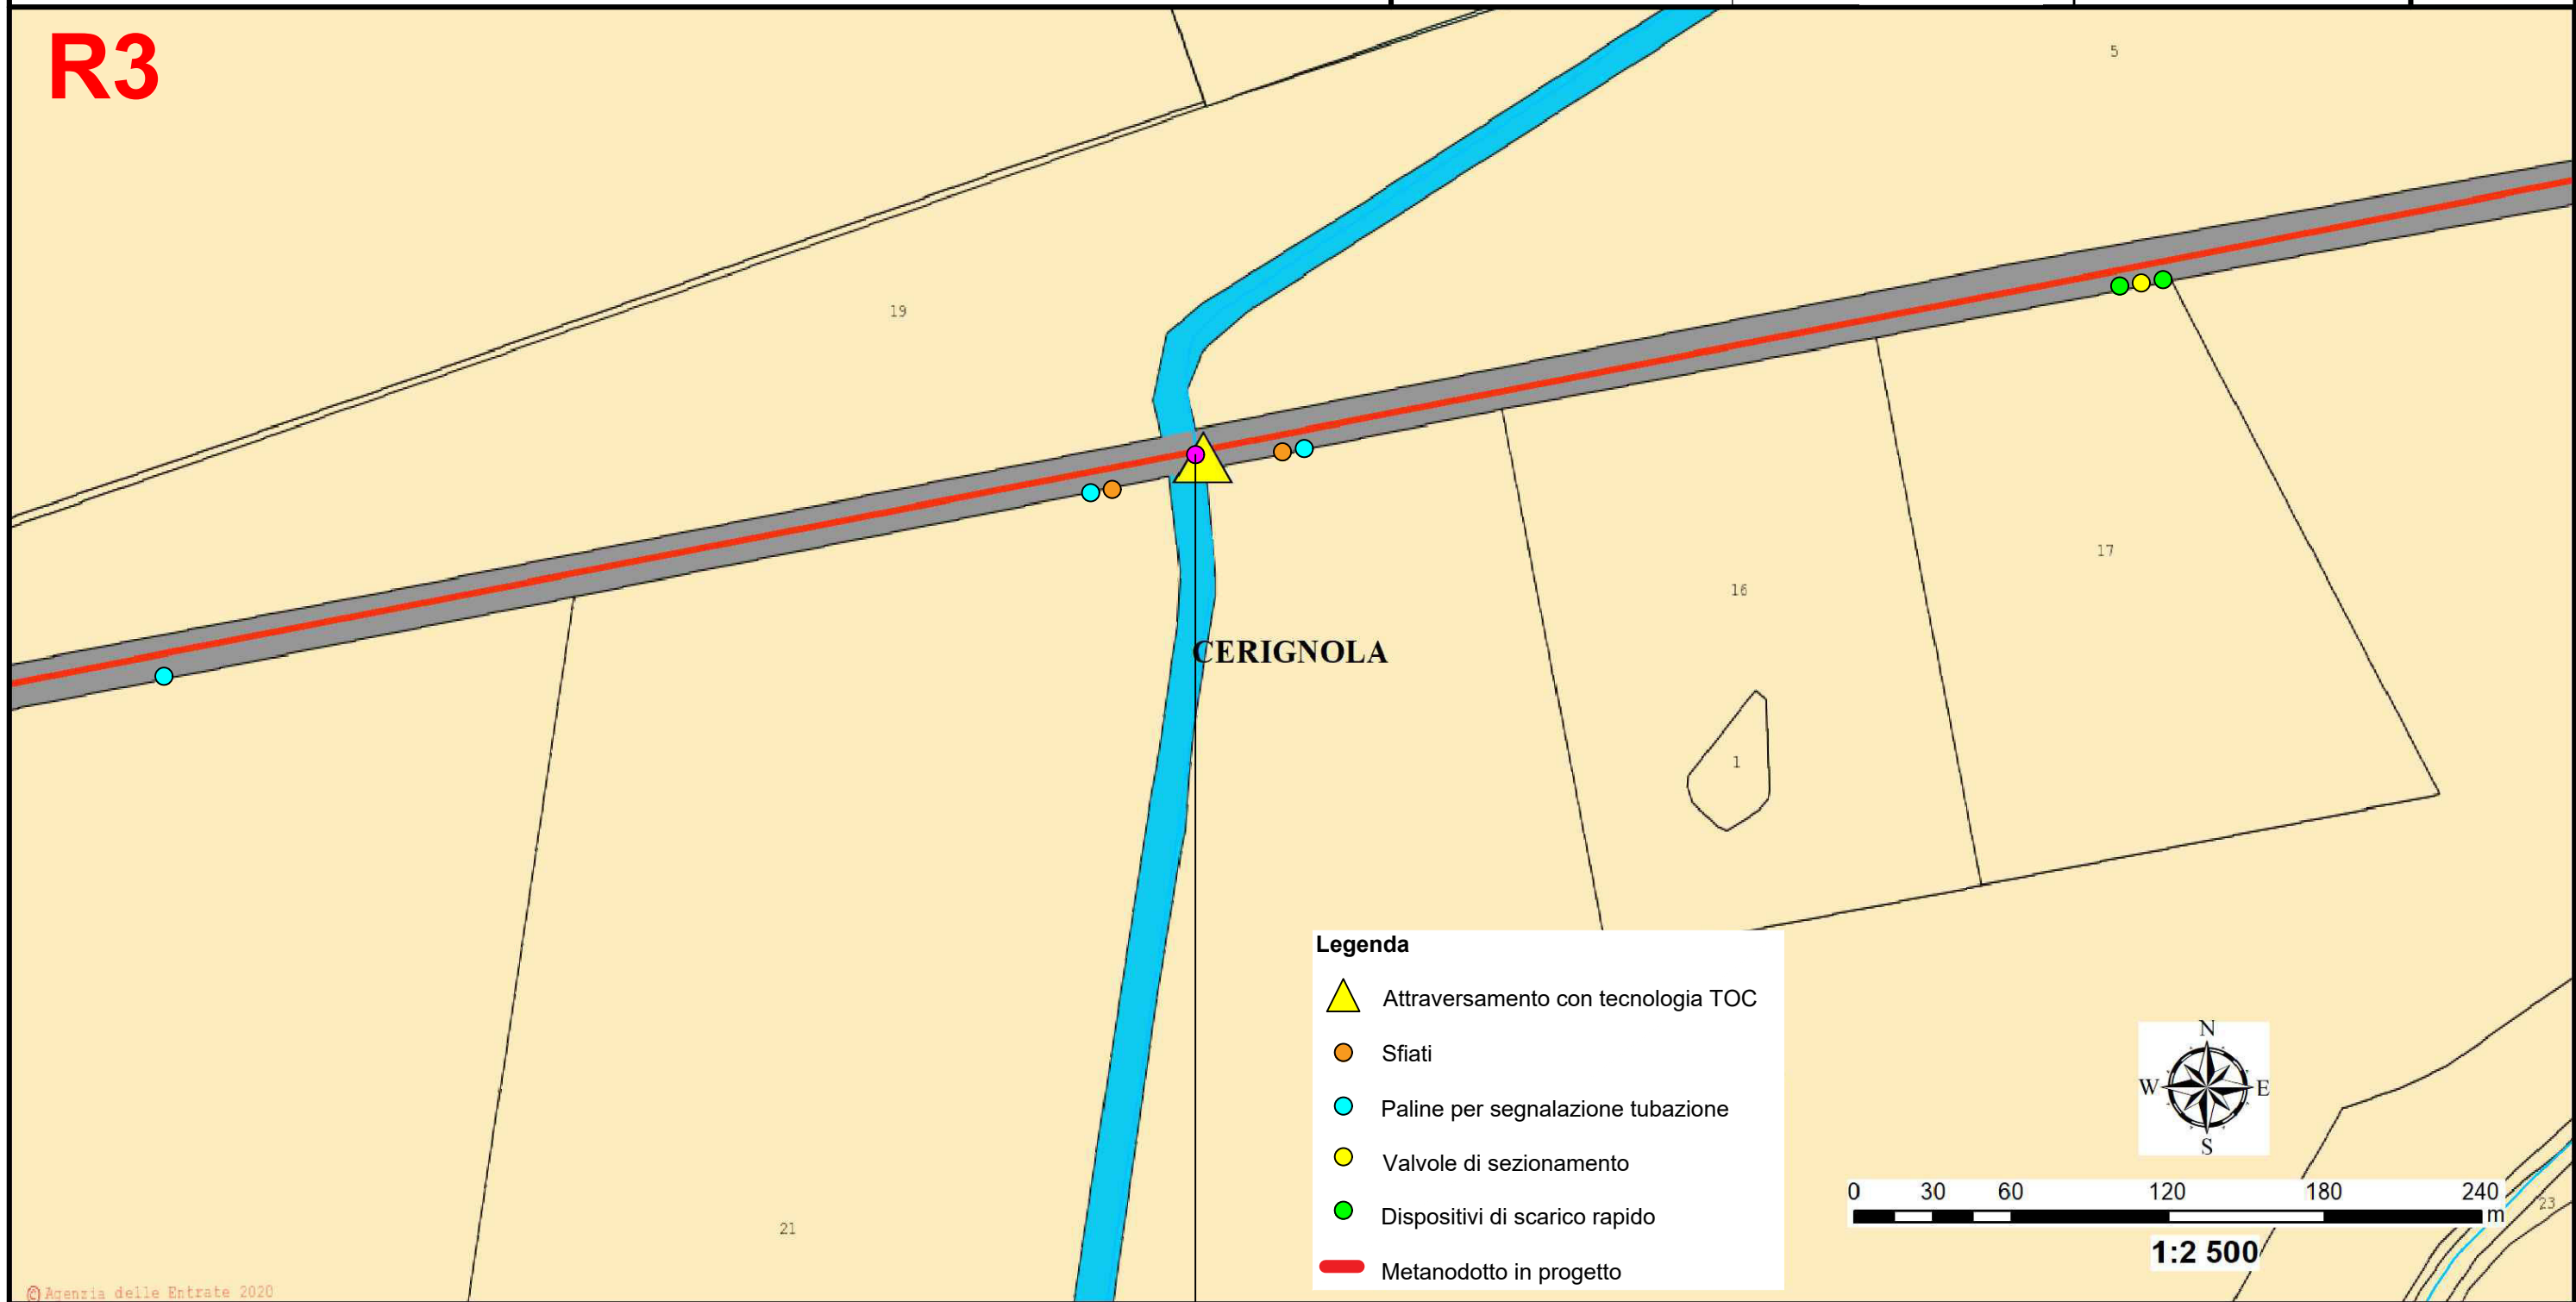 R3
5
19
16
17
CERIGNOLA
1
21
Legenda
Attraversamento con tecnologia TOC
Sfiati
Paline per segnalazione tubazione
Valvole di sezionamento
Dispositivi di scarico rapido
Metanodotto in progetto
N
W E
S
0 30 60 120 180 240
m
23
1:2 500
©Agenzia delle Entrate 2020